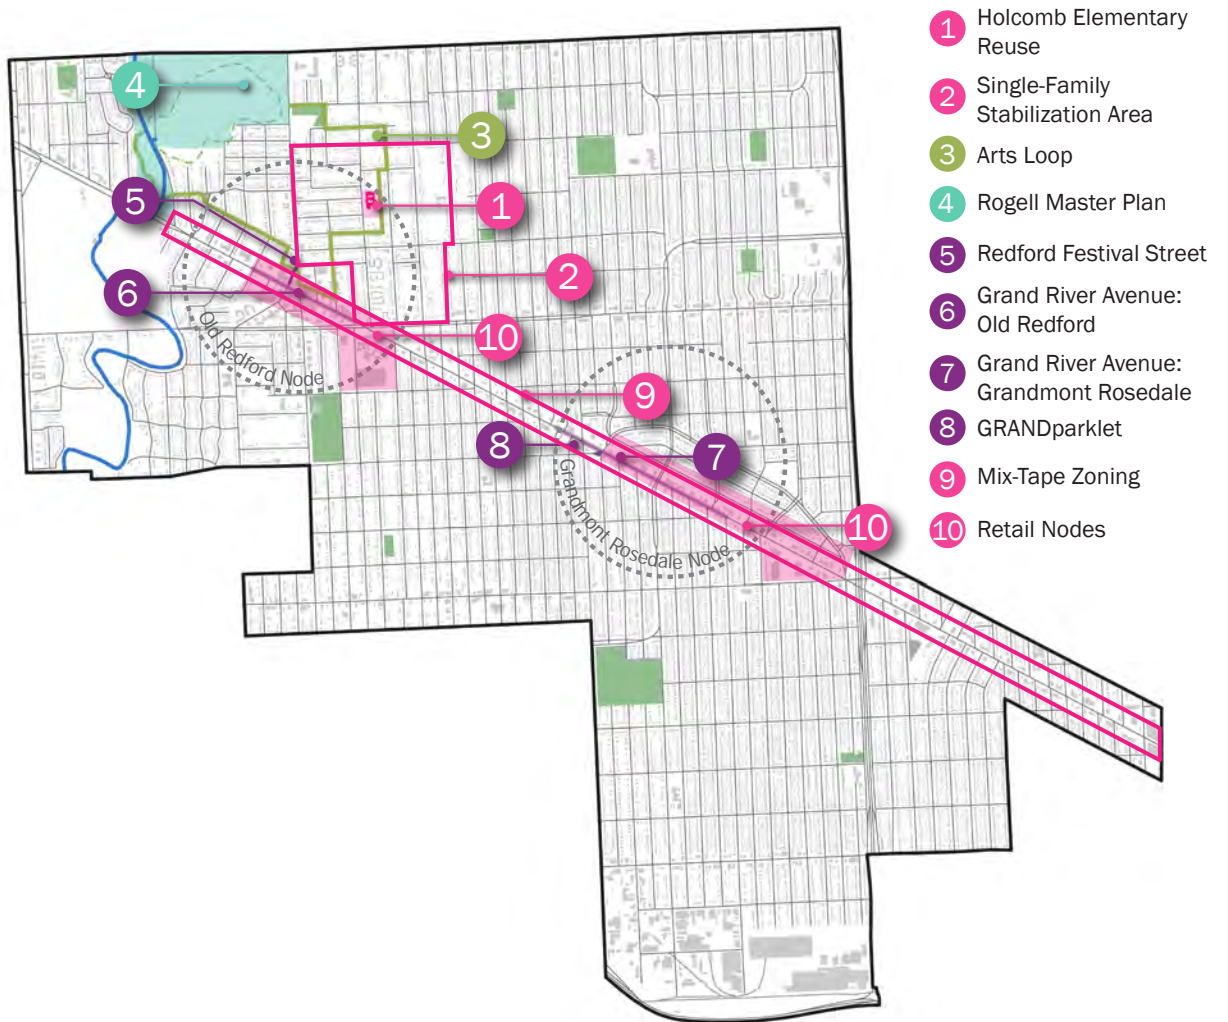 1 Holcomb Elementary
Reuse
2 Single-Family
Stabilization Area
3 Arts Loop
4 Rogell Master Plan
5 Redford Festival Street
6 Grand River Avenue:
Old Redford
7 Grand River Avenue:
Grandmont Rosedale
8 GRANDparklet
9 Mix-Tape Zoning
10 Retail Nodes
4
3
5
1
2
6
10
Old Redford Node
9
8
7
10
Grandmont Rosedale Node